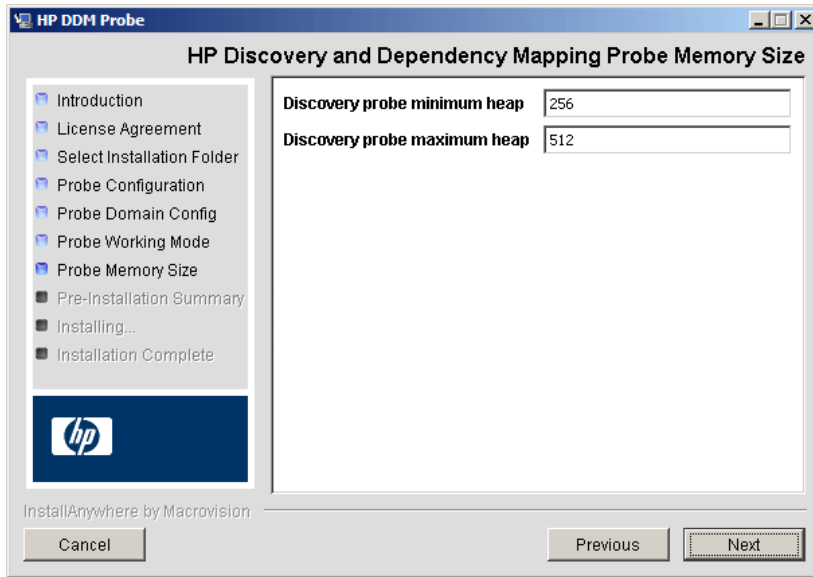 HP DDM Probe
HP Discovery and Dependency Mapping Probe Memory Size
Introduction
License Agreement
Select Installation Folder
Probe Configuration
Probe Domain Config
Probe Working Mode
Probe Memory Size
Pre-Installation Summary
Installing...
Installation Complete
Discovery probe minimum heap 256
Discovery probe maximum heap 512
hp
InstallAnywhere by Macrovision
Cancel Previous Next